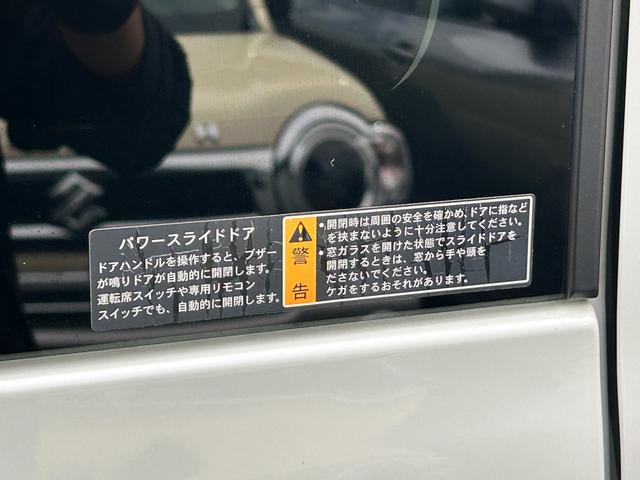 パワースライドドア
ドアハンドルを操作すると、ブザー
が鳴りドアが自動的に開閉します。
運転席スイッチや専用リモコン
スイッチでも、自動的に開閉します。
警告
・開閉時は周囲の安全を確かめ、ドアに指など
を挟まないように十分注意してください。
・窓ガラスを開けた状態でスライドドアを
開閉するときは、窓から手や頭を
ださないでください。
ケガをするおそれがあります。